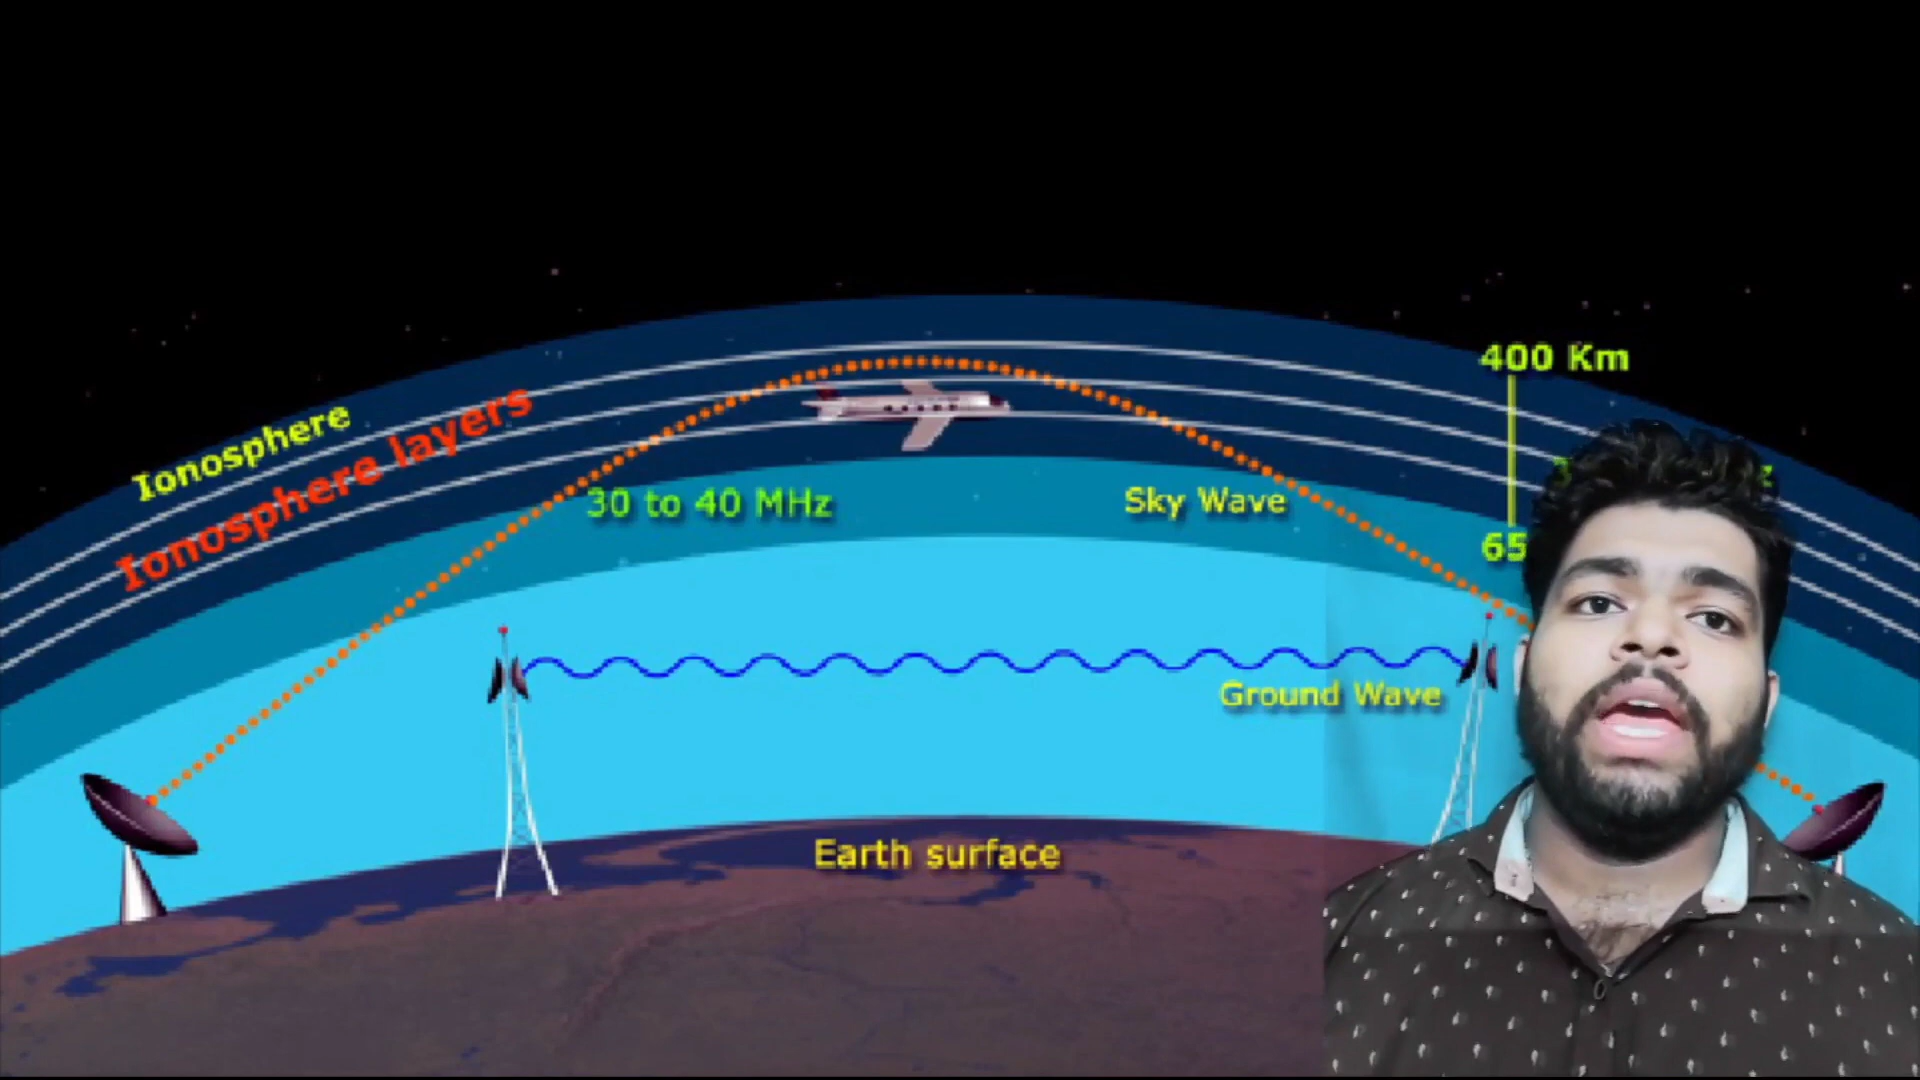 400 Km
Ionosphere
Ionosphere layers
30 to 40 MHz
Sky Wave
65
Ground Wave
Earth surface